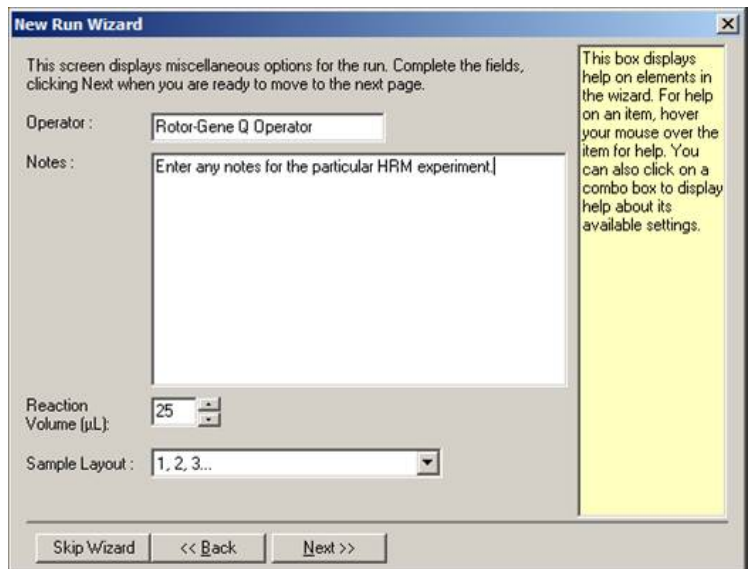 New Run Wizard
This screen displays miscellaneous options for the run. Complete the fields,
clicking Next when you are ready to move to the next page.
Operator :
Rotor-Gene Q Operator
Notes :
Enter any notes for the particular HRM experiment.
Reaction
Volume (µL):
25
Sample Layout :
1, 2, 3...
This box displays
help on elements in
the wizard. For help
on an item, hover
your mouse over the
item for help. You
can also click on a
combo box to display
help about its
available settings.
Skip Wizard
<< Back
Next >>